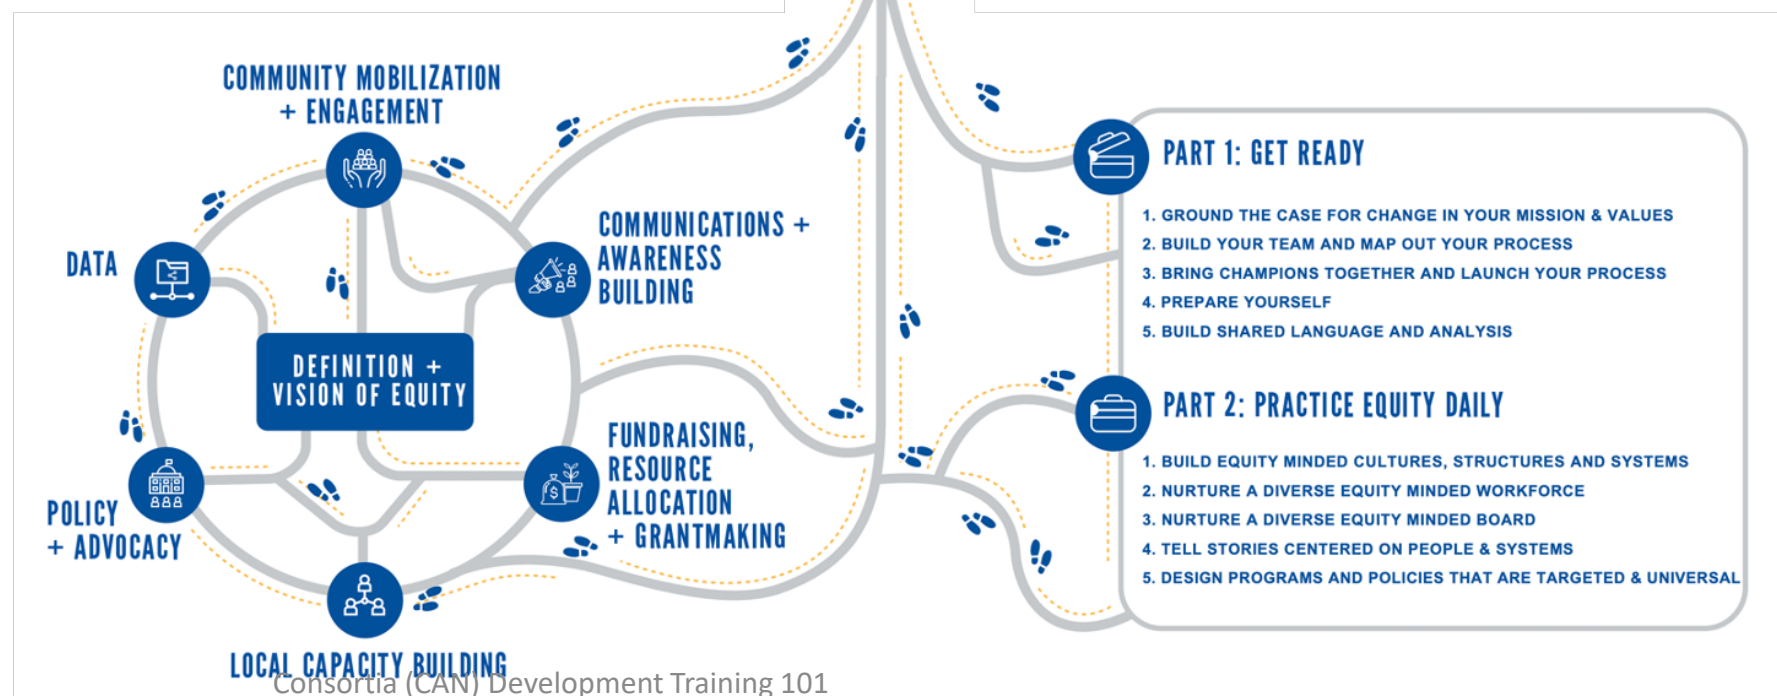 COMMUNITY MOBILIZATION
+ ENGAGEMENT
DATA
COMMUNICATIONS +
AWARENESS
BUILDING
DEFINITION +
VISION OF EQUITY
FUNDRAISING,
RESOURCE
ALLOCATION
+ GRANTMAKING
POLICY
+ ADVOCACY
LOCAL CAPACITY BUILDING
Consortia (CAN) Development Training 101
PART 1: GET READY
1. GROUND THE CASE FOR CHANGE IN YOUR MISSION & VALUES
2. BUILD YOUR TEAM AND MAP OUT YOUR PROCESS
3. BRING CHAMPIONS TOGETHER AND LAUNCH YOUR PROCESS
4. PREPARE YOURSELF
5. BUILD SHARED LANGUAGE AND ANALYSIS
PART 2: PRACTICE EQUITY DAILY
1. BUILD EQUITY MINDED CULTURES, STRUCTURES AND SYSTEMS
2. NURTURE A DIVERSE EQUITY MINDED WORKFORCE
3. NURTURE A DIVERSE EQUITY MINDED BOARD
4. TELL STORIES CENTERED ON PEOPLE & SYSTEMS
5. DESIGN PROGRAMS AND POLICIES THAT ARE TARGETED & UNIVERSAL